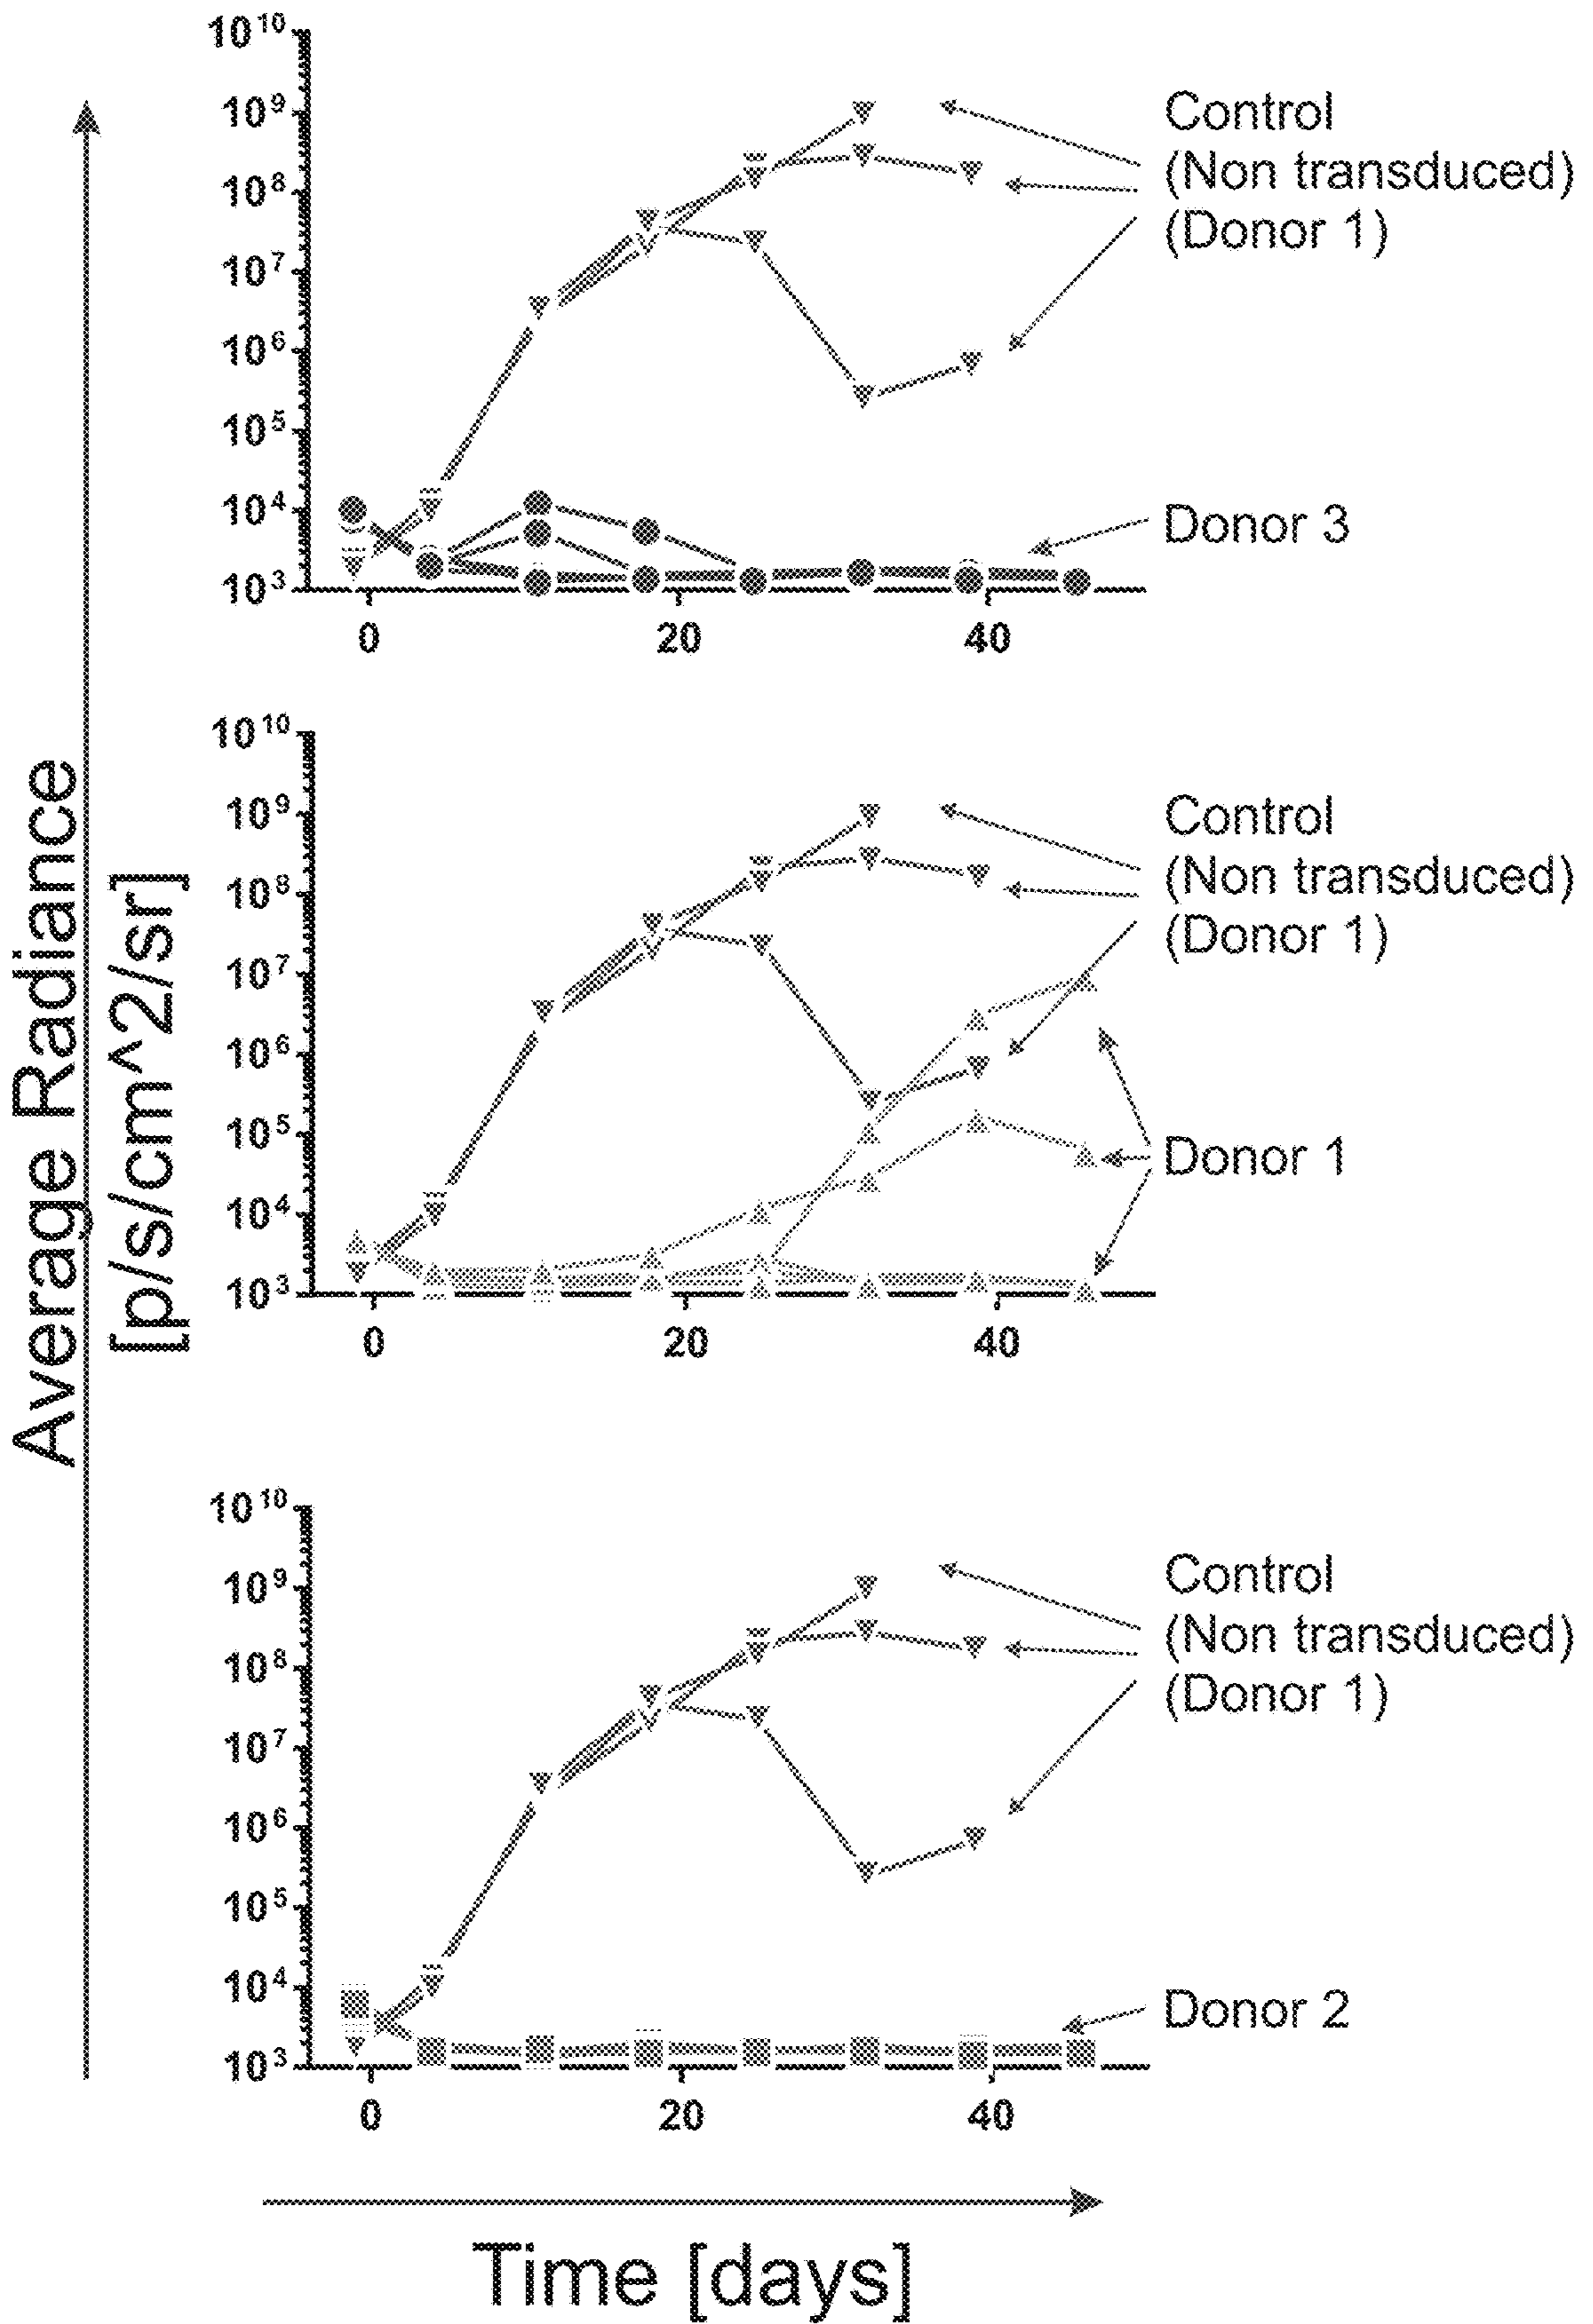 Average Radiance
[p/s/cm^2/sr]
10^10
10^9
10^8
10^7
10^6
10^5
10^4
10^3
0 20 40
Control
(Non transduced)
(Donor 1)
Donor 3
10^10
10^9
10^8
10^7
10^6
10^5
10^4
10^3
0 20 40
Control
(Non transduced)
(Donor 1)
Donor 1
10^10
10^9
10^8
10^7
10^6
10^5
10^4
10^3
0 20 40
Control
(Non transduced)
(Donor 1)
Donor 2
Time [days]